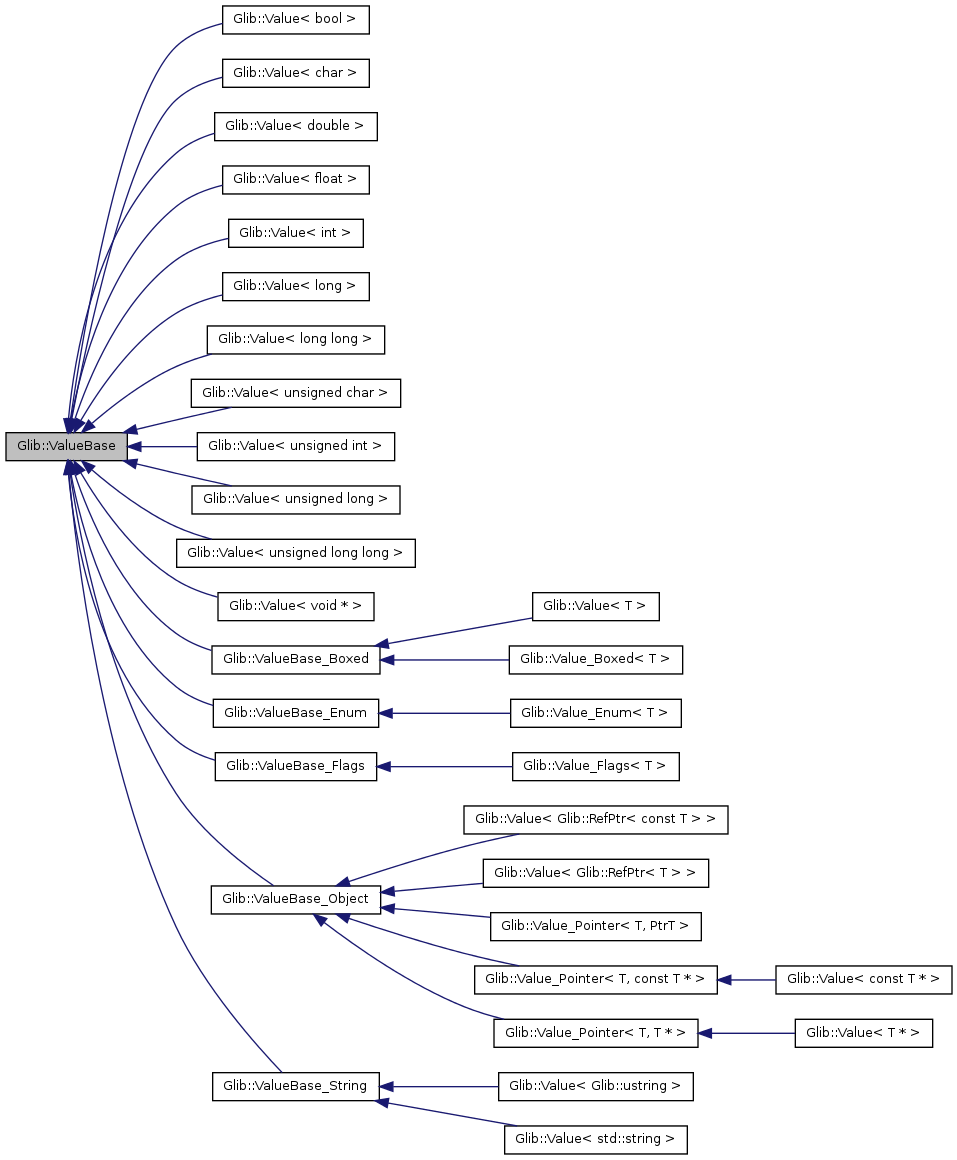 Glib::Value< bool >
Glib::Value< char >
Glib::Value< double >
Glib::Value< float >
Glib::Value< int >
Glib::Value< long >
Glib::Value< long long >
Glib::Value< unsigned char >
Glib::ValueBase
Glib::Value< unsigned int >
Glib::Value< unsigned long >
Glib::Value< unsigned long long >
Glib::Value< void * >
Glib::Value< T >
Glib::ValueBase_Boxed
Glib::Value_Boxed< T >
Glib::ValueBase_Enum
Glib::Value_Enum< T >
Glib::ValueBase_Flags
Glib::Value_Flags< T >
Glib::Value< Glib::RefPtr< const T > >
Glib::Value< Glib::RefPtr< T > >
Glib::ValueBase_Object
Glib::Value_Pointer< T, PtrT >
Glib::Value_Pointer< T, const T * >
Glib::Value< const T * >
Glib::Value_Pointer< T, T * >
Glib::Value< T * >
Glib::ValueBase_String
Glib::Value< Glib::ustring >
Glib::Value< std::string >